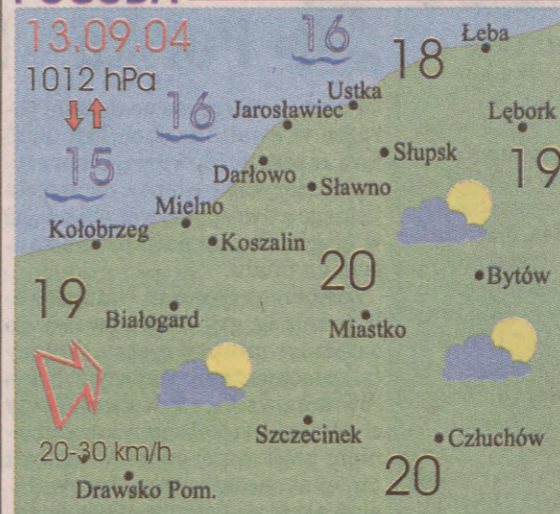 POGODA
13.09.04
16
18
Łeba
1012 hPa
16
Jarosławiec
Ustka
Lębork
15
Darłowo
Słupsk
19
Sławno
Mielno
Kołobrzeg
Koszalin
19
20
Bytów
Białogard
Miastko
20-30 km/h
Szczecinek
Człuchów
Drawsko Pom.
20